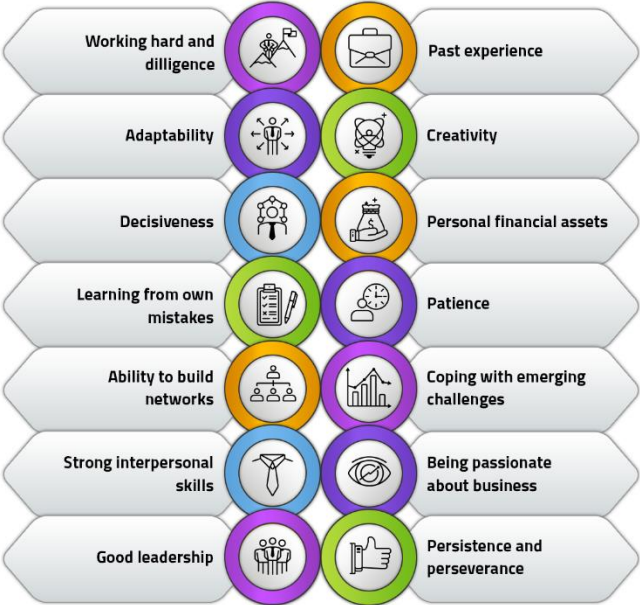 Working hard and
dilligence
Past experience
Adaptability
Creativity
Decisiveness
Personal financial assets
Learning from own
mistakes
Patience
Ability to build
networks
Coping with emerging
challenges
Strong interpersonal
skills
Being passionate
about business
Good leadership
Persistence and
perseverance